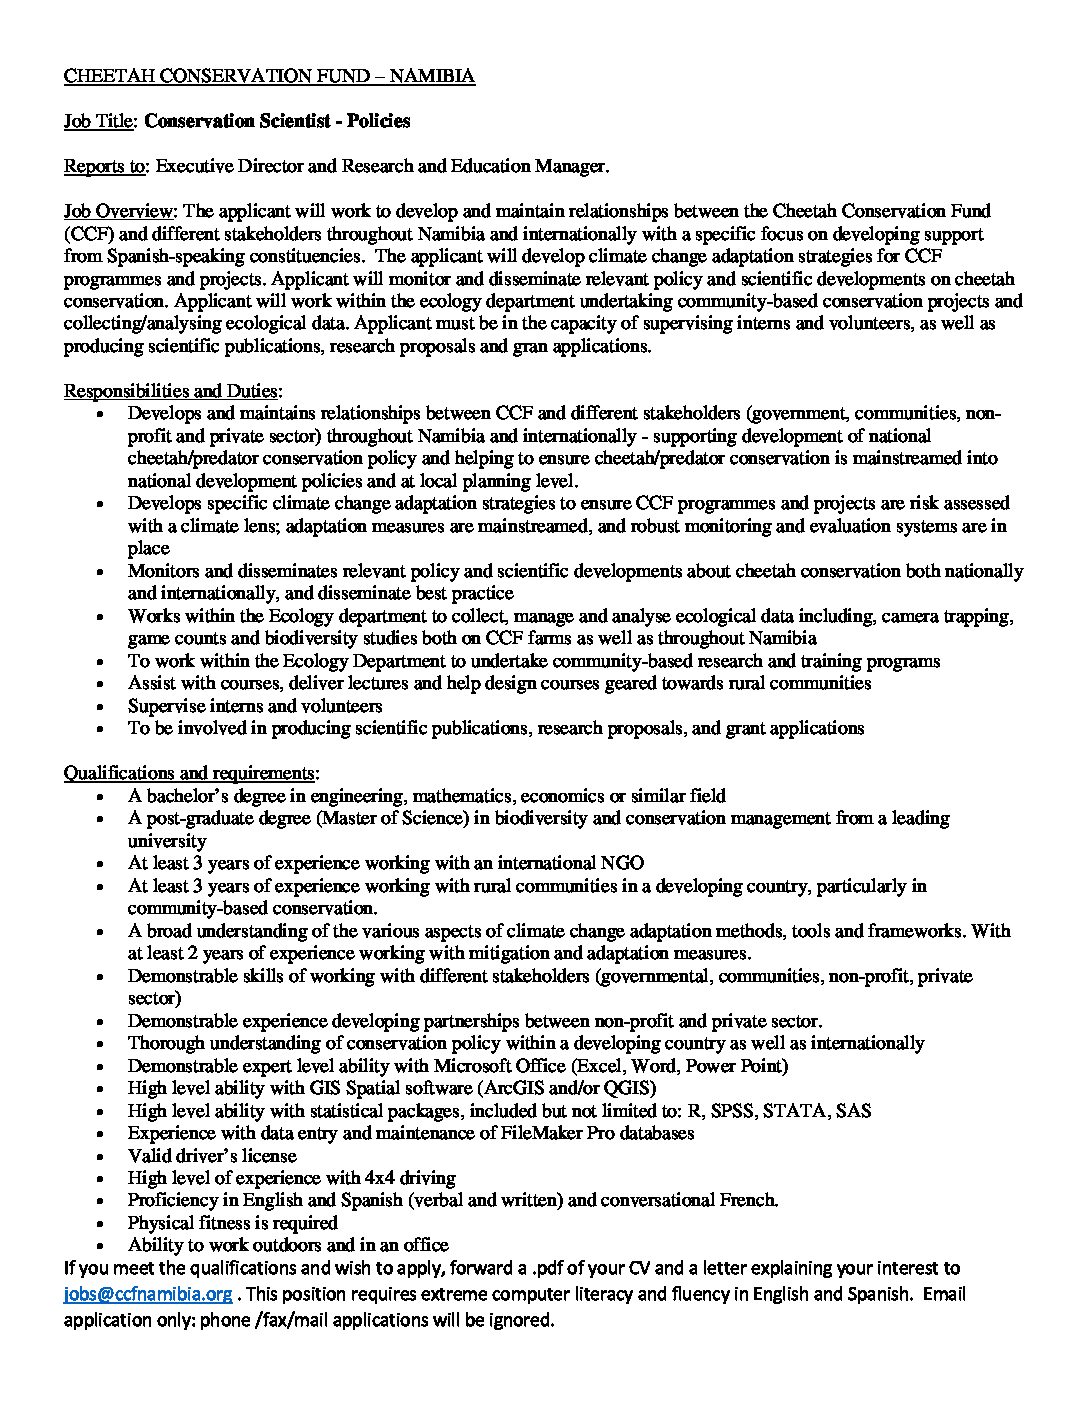 CHEETAH CONSERVATION FUND – NAMIBIA
Job Title: Conservation Scientist - Policies
Reports to: Executive Director and Research and Education Manager.
Job Overview: The applicant will work to develop and maintain relationships between the Cheetah Conservation Fund
(CCF) and different stakeholders throughout Namibia and internationally with a specific focus on developing support
from Spanish-speaking constituencies. The applicant will develop climate change adaptation strategies for CCF
programmes and projects. Applicant will monitor and disseminate relevant policy and scientific developments on cheetah
conservation. Applicant will work within the ecology department undertaking community-based conservation projects and
collecting/analysing ecological data. Applicant must be in the capacity of supervising interns and volunteers, as well as
producing scientific publications, research proposals and gran applications.
Responsibilities and Duties:
• Develops and maintains relationships between CCF and different stakeholders (government, communities, non-
profit and private sector) throughout Namibia and internationally - supporting development of national
cheetah/predator conservation policy and helping to ensure cheetah/predator conservation is mainstreamed into
national development policies and at local planning level.
• Develops specific climate change adaptation strategies to ensure CCF programmes and projects are risk assessed
with a climate lens; adaptation measures are mainstreamed, and robust monitoring and evaluation systems are in
place
• Monitors and disseminates relevant policy and scientific developments about cheetah conservation both nationally
and internationally, and disseminate best practice
• Works within the Ecology department to collect, manage and analyse ecological data including, camera trapping,
game counts and biodiversity studies both on CCF farms as well as throughout Namibia
• To work within the Ecology Department to undertake community-based research and training programs
• Assist with courses, deliver lectures and help design courses geared towards rural communities
• Supervise interns and volunteers
• To be involved in producing scientific publications, research proposals, and grant applications
Qualifications and requirements:
• A bachelor’s degree in engineering, mathematics, economics or similar field
• A post-graduate degree (Master of Science) in biodiversity and conservation management from a leading
university
• At least 3 years of experience working with an international NGO
• At least 3 years of experience working with rural communities in a developing country, particularly in
community-based conservation.
• A broad understanding of the various aspects of climate change adaptation methods, tools and frameworks. With
at least 2 years of experience working with mitigation and adaptation measures.
• Demonstrable skills of working with different stakeholders (governmental, communities, non-profit, private
sector)
• Demonstrable experience developing partnerships between non-profit and private sector.
• Thorough understanding of conservation policy within a developing country as well as internationally
• Demonstrable expert level ability with Microsoft Office (Excel, Word, Power Point)
• High level ability with GIS Spatial software (ArcGIS and/or QGIS)
• High level ability with statistical packages, included but not limited to: R, SPSS, STATA, SAS
• Experience with data entry and maintenance of FileMaker Pro databases
• Valid driver’s license
• High level of experience with 4x4 driving
• Proficiency in English and Spanish (verbal and written) and conversational French.
• Physical fitness is required
• Ability to work outdoors and in an office
If you meet the qualifications and wish to apply, forward a .pdf of your CV and a letter explaining your interest to
jobs@ccfnamibia.org . This position requires extreme computer literacy and fluency in English and Spanish. Email
application only: phone /fax/mail applications will be ignored.